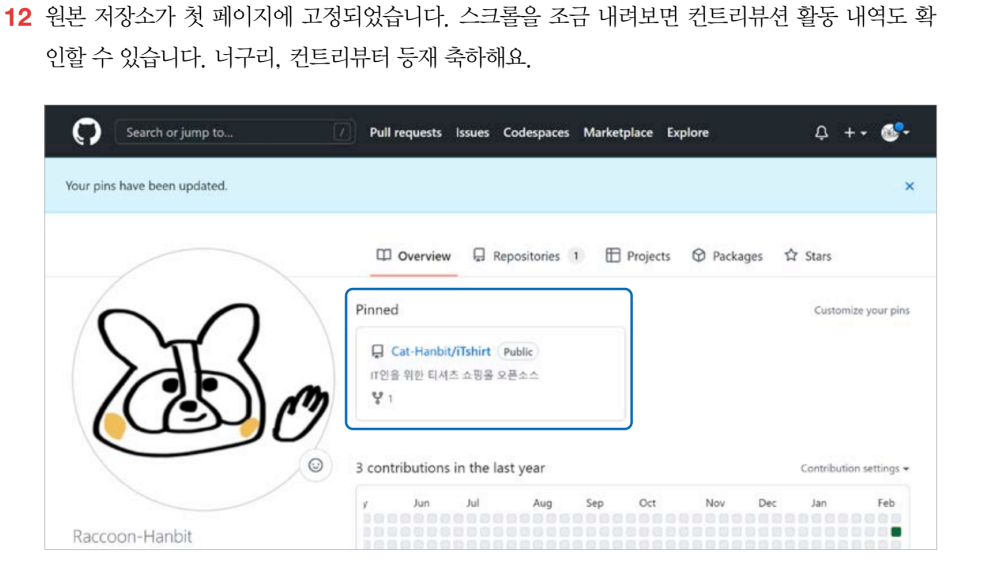 12 원본 저장소가 첫 페이지에 고정되었습니다. 스크롤을 조금 내려보면 컨트리뷰션 활동 내역도 확
인할 수 있습니다. 너구리, 컨트리뷰터 등재 축하해요.
Search or jump to... / Pull requests Issues Codespaces Marketplace Explore
Your pins have been updated.
Overview Repositories 1 Projects Packages Stars
Pinned Customize your pins
Cat-Hanbit/iTshirt Public
IT인을 위한 티셔츠 쇼핑몰 오픈소스
1
3 contributions in the last year Contribution settings
y Jun Jul Aug Sep Oct Nov Dec Jan Feb
Raccoon-Hanbit